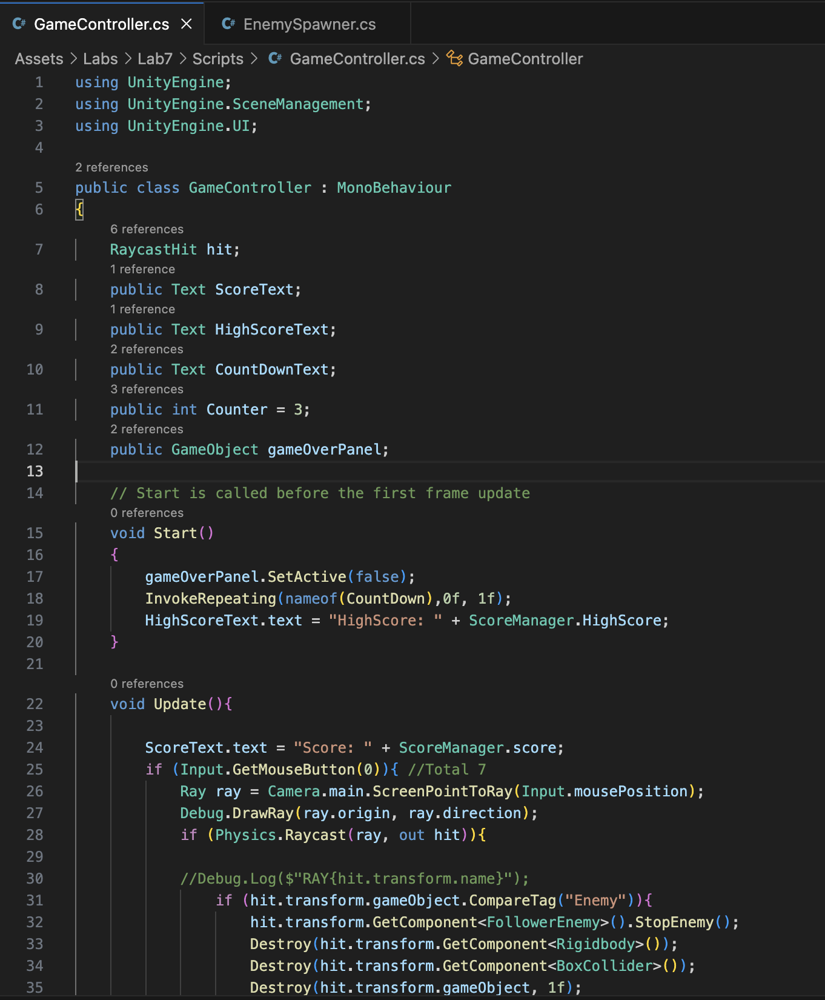 C# GameController.cs × C# EnemySpawner.cs
Assets > Labs > Lab7 > Scripts > C# GameController.cs > GameController
1 using UnityEngine;
2 using UnityEngine.SceneManagement;
3 using UnityEngine.UI;
4
2 references
5 public class GameController : MonoBehaviour
6 {
6 references
7 RaycastHit hit;
1 reference
8 public Text ScoreText;
1 reference
9 public Text HighScoreText;
2 references
10 public Text CountDownText;
3 references
11 public int Counter = 3;
2 references
12 public GameObject gameOverPanel;
13
14 // Start is called before the first frame update
0 references
15 void Start()
16 {
17 gameOverPanel.SetActive(false);
18 InvokeRepeating(nameof(CountDown),0f, 1f);
19 HighScoreText.text = "HighScore: " + ScoreManager.HighScore;
20 }
21
0 references
22 void Update(){
23
24 ScoreText.text = "Score: " + ScoreManager.score;
25 if (Input.GetMouseButton(0)){ //Total 7
26 Ray ray = Camera.main.ScreenPointToRay(Input.mousePosition);
27 Debug.DrawRay(ray.origin, ray.direction);
28 if (Physics.Raycast(ray, out hit)){
29
30 //Debug.Log($"RAY{hit.transform.name}");
31 if (hit.transform.gameObject.CompareTag("Enemy")){
32 hit.transform.GetComponent<FollowerEnemy>().StopEnemy();
33 Destroy(hit.transform.GetComponent<Rigidbody>());
34 Destroy(hit.transform.GetComponent<BoxCollider>());
35 Destroy(hit.transform.gameObject, 1f);